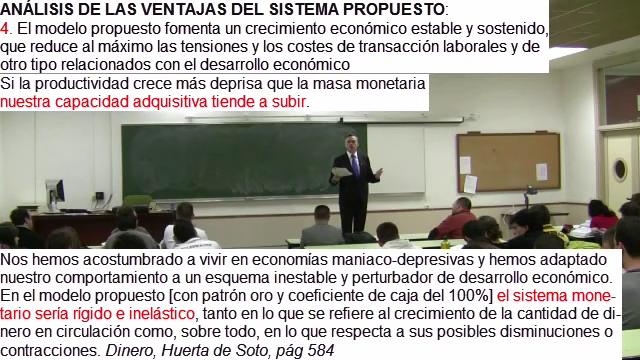 ANÁLISIS DE LAS VENTAJAS DEL SISTEMA PROPUESTO:
4. El modelo propuesto fomenta un crecimiento económico estable y sostenido,
que reduce al máximo las tensiones y los costes de transacción laborales y de
otro tipo relacionados con el desarrollo económico
Si la productividad crece más deprisa que la masa monetaria
nuestra capacidad adquisitiva tiende a subir.
Nos hemos acostumbrado a vivir en economías maniaco-depresivas y hemos adaptado
nuestro comportamiento a un esquema inestable y perturbador de desarrollo económico.
En el modelo propuesto [con patrón oro y coeficiente de caja del 100%] el sistema mone-
tario sería rígido e inelástico, tanto en lo que se refiere al crecimiento de la cantidad de di-
nero en circulación como, sobre todo, en lo que respecta a sus posibles disminuciones o
contracciones. Dinero, Huerta de Soto, pág 584